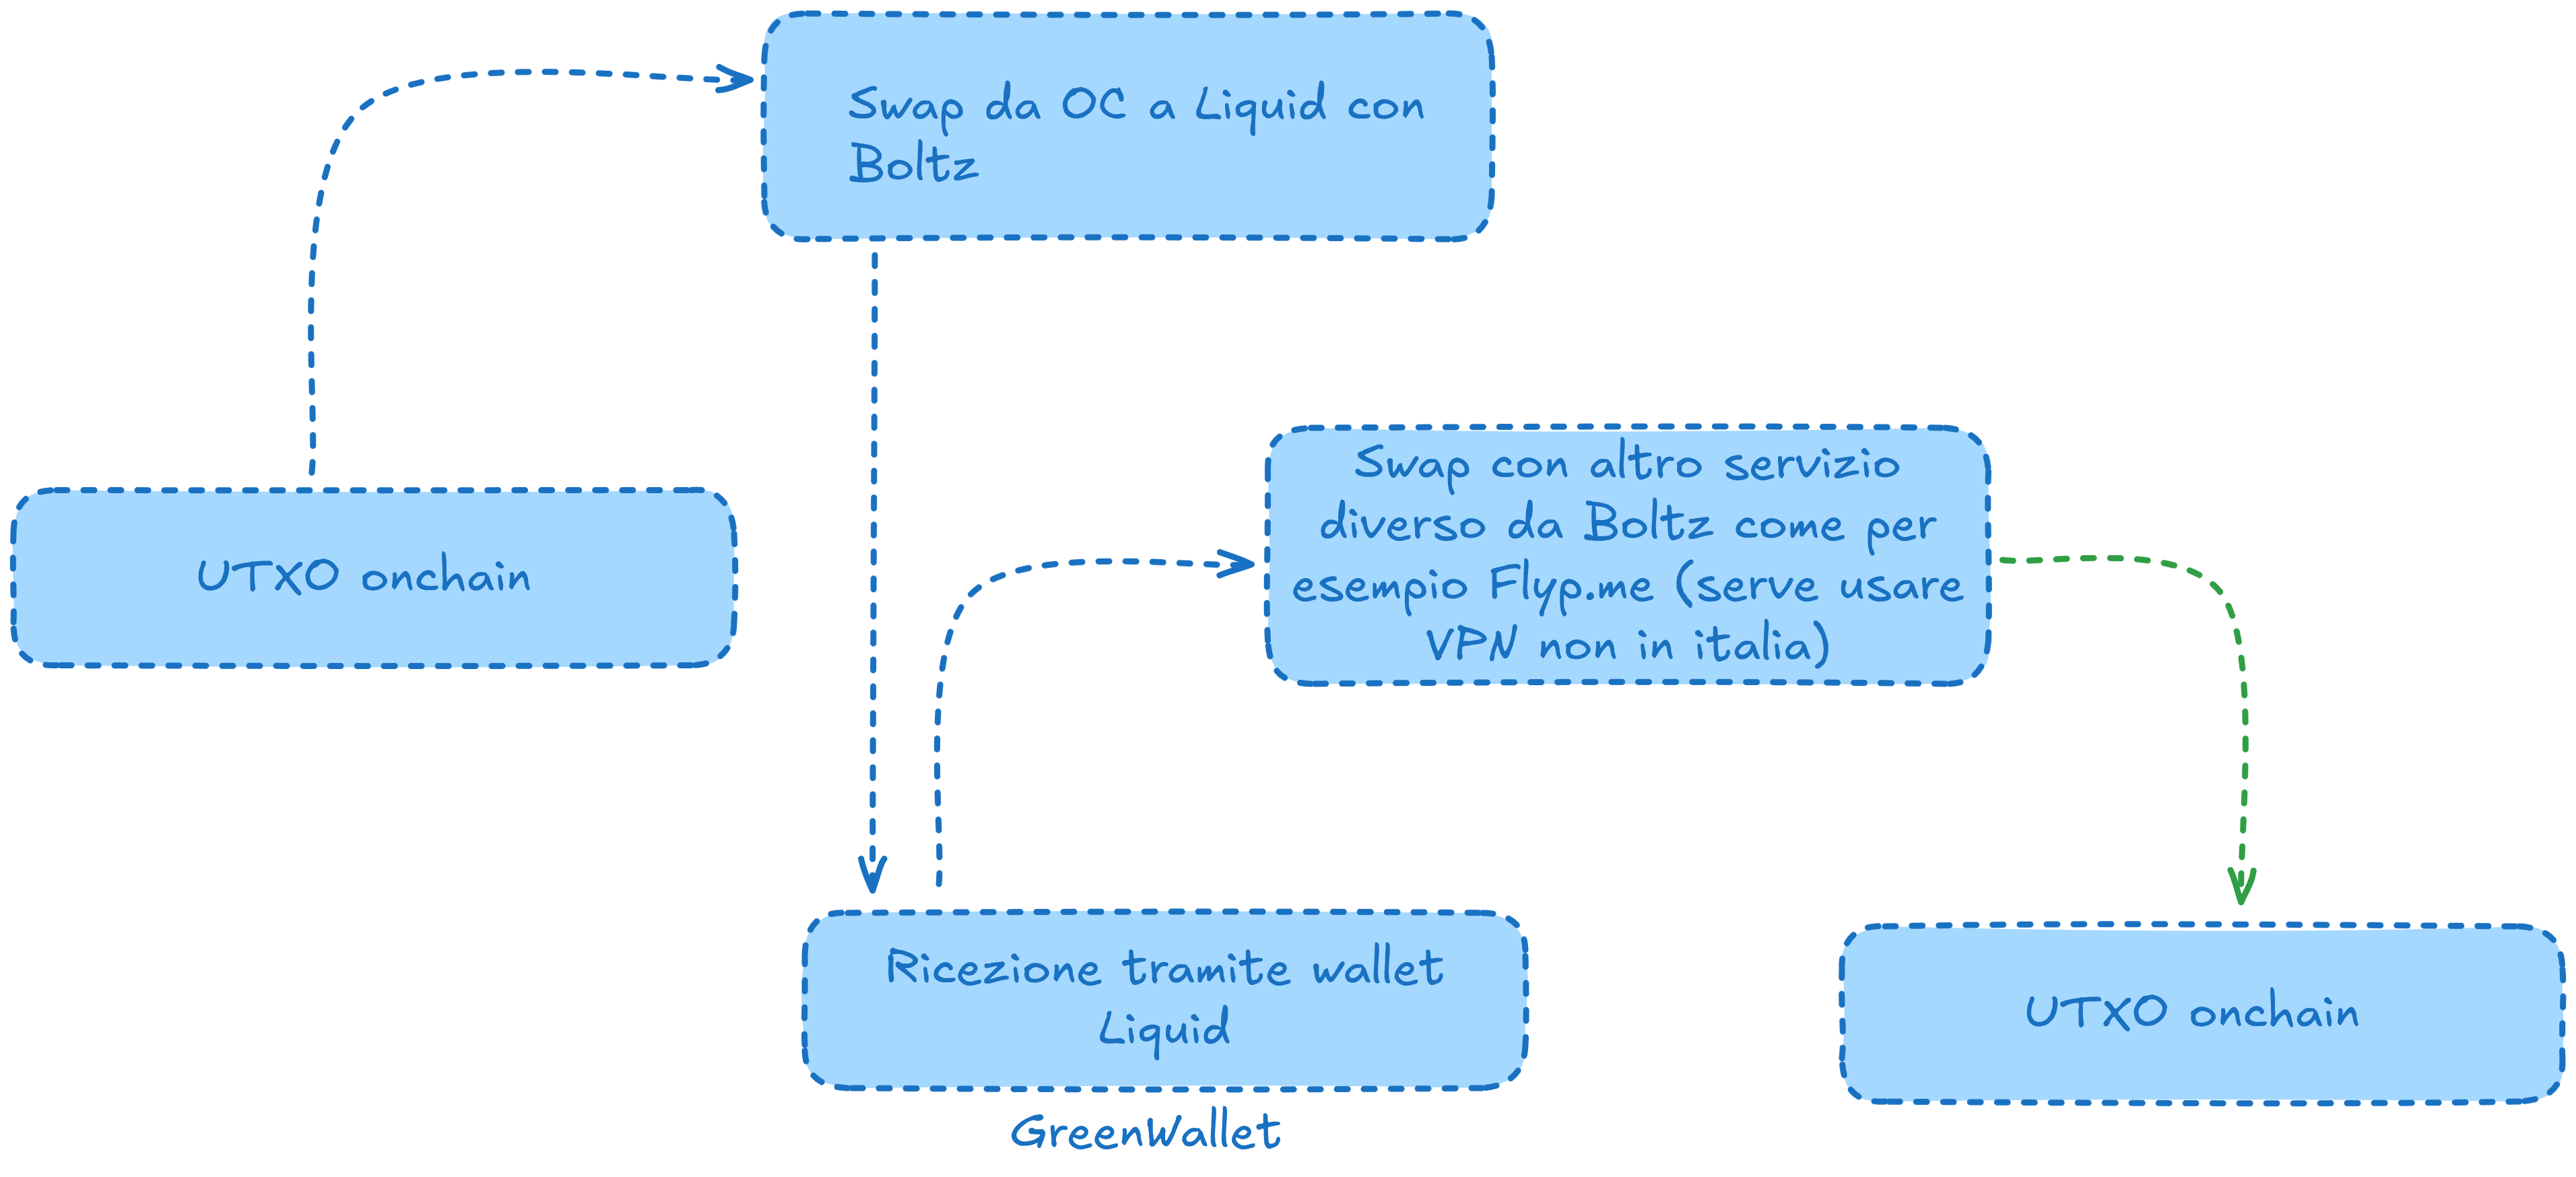 Swap da OC a Liquid con
Boltz
UTXO onchain
Swap con altro servizio
diverso da Boltz come per
esempio Flyp.me (serve usare
VPN non in italia)
Ricezione tramite wallet
Liquid
GreenWallet
UTXO onchain